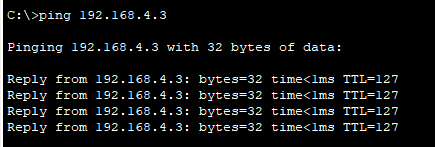 C:\>ping 192.168.4.3
Pinging 192.168.4.3 with 32 bytes of data:
Reply from 192.168.4.3: bytes=32 time<1ms TTL=127
Reply from 192.168.4.3: bytes=32 time<1ms TTL=127
Reply from 192.168.4.3: bytes=32 time<1ms TTL=127
Reply from 192.168.4.3: bytes=32 time<1ms TTL=127